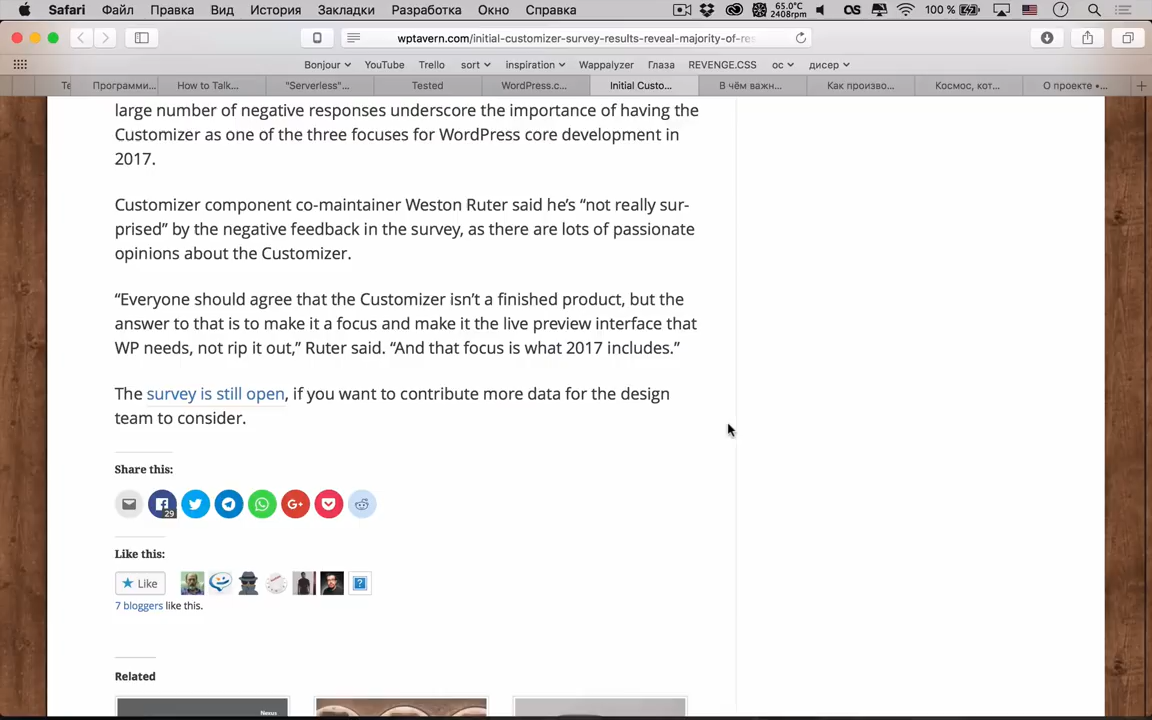 Safari Файл Правка Вид История Закладки Разработка Окно Справка 65.0°C 2408rpm 100 %
wptavern.com/initial-customizer-survey-results-reveal-majority-of-res
Bonjour YouTube Trello sort inspiration Wappalyzer Глаза REVENGE.CSS ос дисер
Те Программи... How to Talk... "Serverless"... Tested WordPress.c... Initial Custo... В чём важн... Как произво... Космос, кот... О проекте •...
large number of negative responses underscore the importance of having the
Customizer as one of the three focuses for WordPress core development in
2017.
Customizer component co-maintainer Weston Ruter said he’s “not really sur-
prised” by the negative feedback in the survey, as there are lots of passionate
opinions about the Customizer.
“Everyone should agree that the Customizer isn’t a finished product, but the
answer to that is to make it a focus and make it the live preview interface that
WP needs, not rip it out,” Ruter said. “And that focus is what 2017 includes.”
The survey is still open, if you want to contribute more data for the design
team to consider.
Share this:
29
Like this:
Like
7 bloggers like this.
Related
Nexus